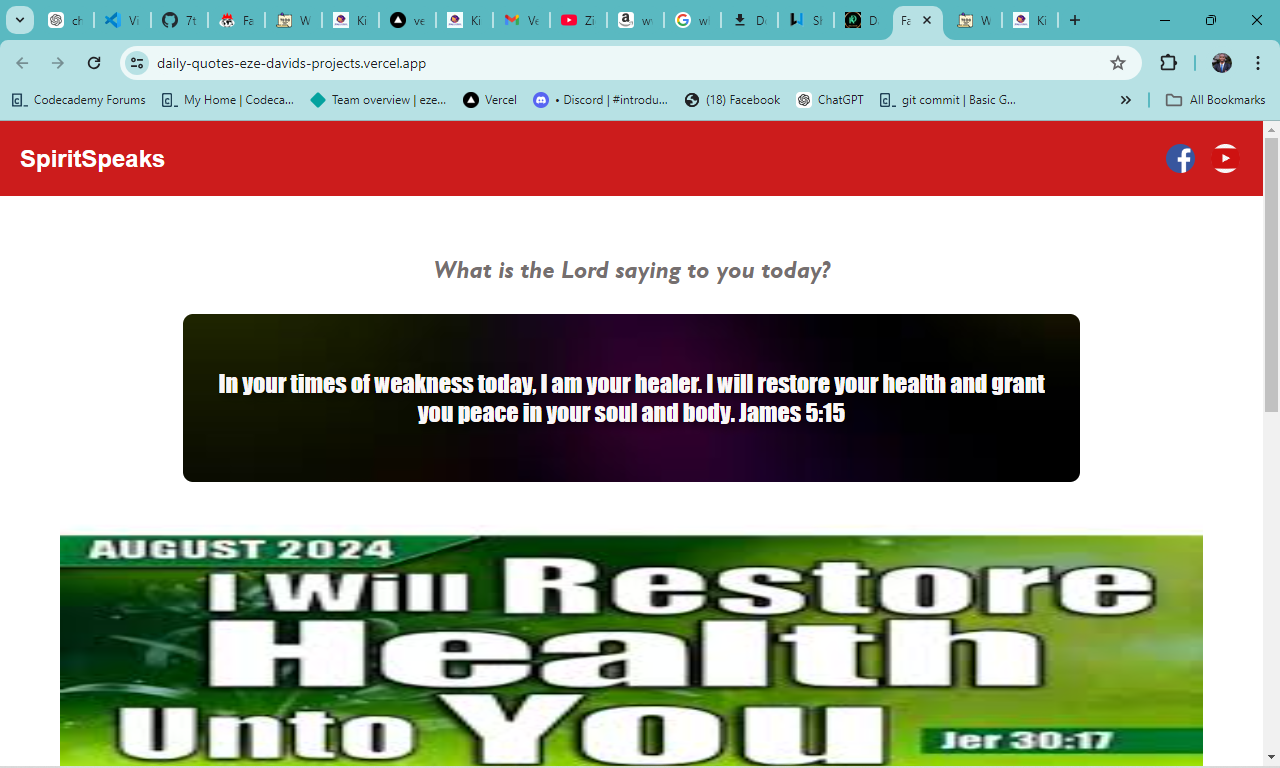 ch
Vi
7t
Fa
W
Ki
ve
Ki
Ve
Zi
w
wi
D
St
D
Fa
W
Ki
daily-quotes-eze-davids-projects.vercel.app
Codecademy Forums
My Home | Codeca...
Team overview | eze...
Vercel
• Discord | #introdu...
(18) Facebook
ChatGPT
git commit | Basic G...
All Bookmarks
SpiritSpeaks
What is the Lord saying to you today?
In your times of weakness today, I am your healer. I will restore your health and grant
you peace in your soul and body. James 5:15
AUGUST 2024
I Will Restore
Health
Unto You
Jer 30:17